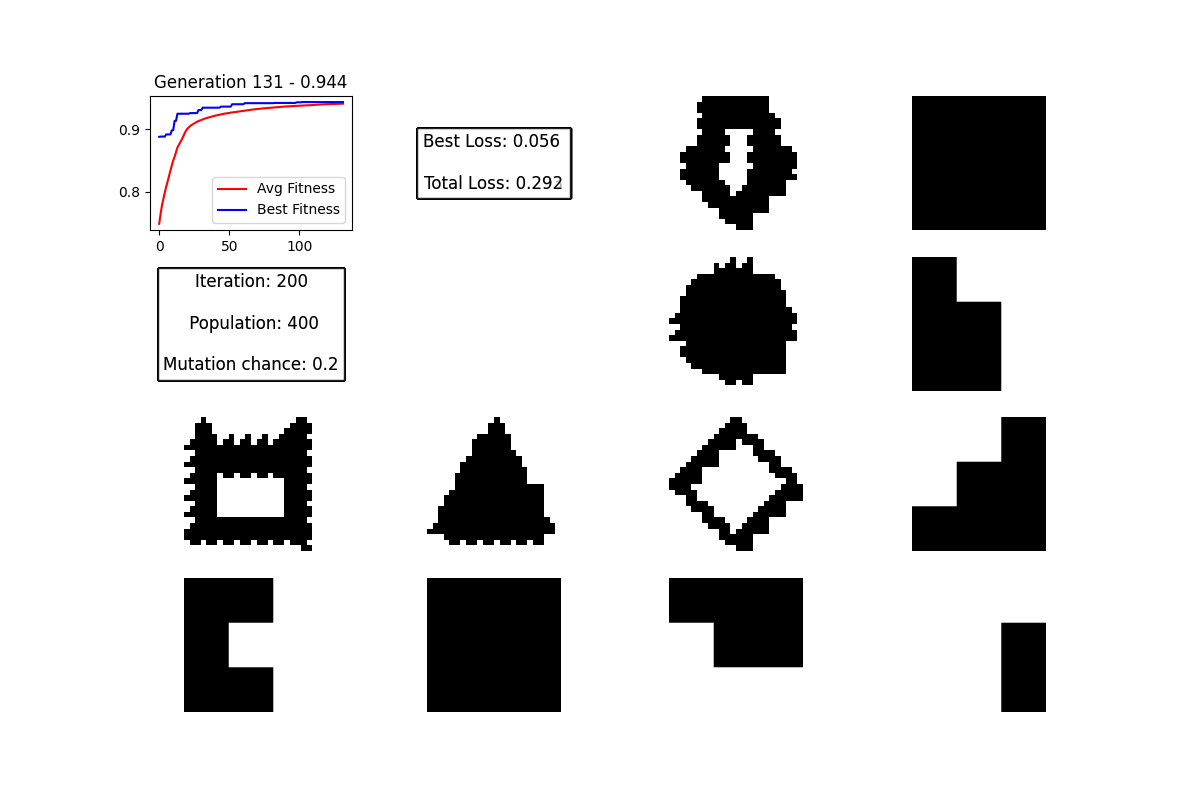 Generation 131 - 0.944
0.9
0.8
Avg Fitness
Best Fitness
0
50
100
Best Loss: 0.056
Total Loss: 0.292
Iteration: 200
Population: 400
Mutation chance: 0.2